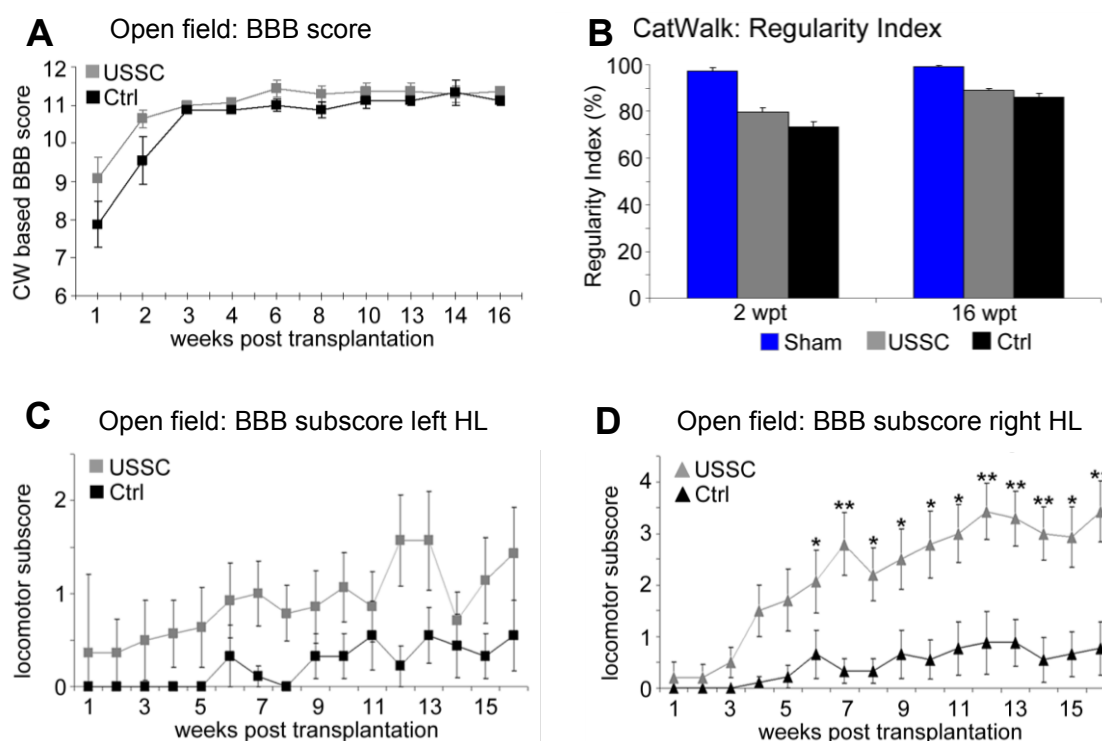 A
Open field: BBB score
USSC
Ctrl
CW based BBB score
12
11
10
9
8
7
6
1 2 3 4 6 8 10 13 14 16
weeks post transplantation
B
CatWalk: Regularity Index
Regularity Index (%)
100
80
60
40
20
0
2 wpt 16 wpt
Sham USSC Ctrl
C
Open field: BBB subscore left HL
USSC
Ctrl
locomotor subscore
2
1
0
1 3 5 7 9 11 13 15
weeks post transplantation
D
Open field: BBB subscore right HL
USSC
Ctrl
locomotor subscore
4
3
2
1
0
* ** * * * * ** ** ** * **
1 3 5 7 9 11 13 15
weeks post transplantation